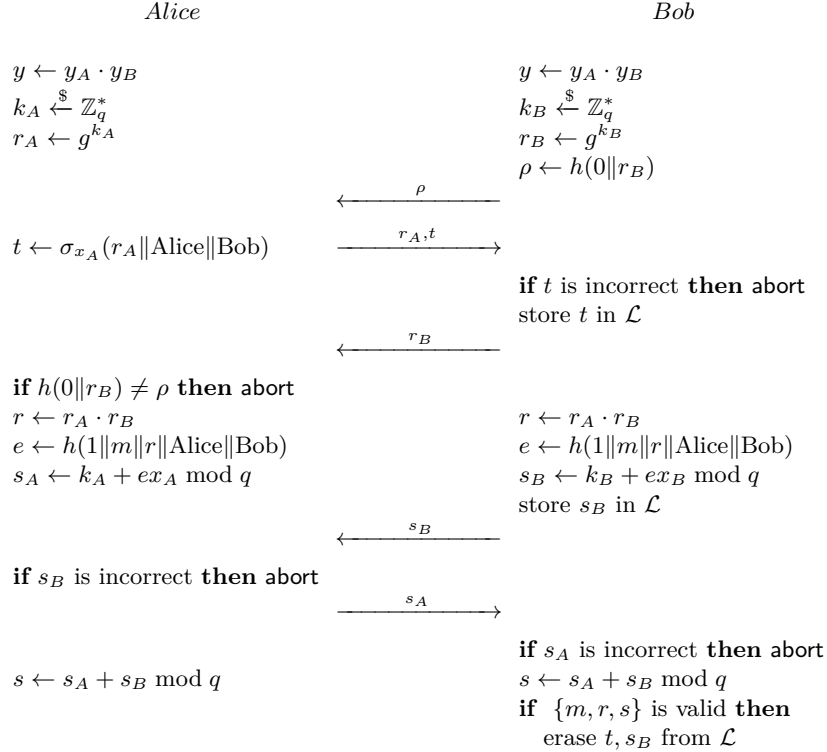 Alice Bob
y ← y_A · y_B y ← y_A · y_B
k_A ←$ ℤ*_q k_B ←$ ℤ*_q
r_A ← g^{k_A} r_B ← g^{k_B}
ρ ← h(0‖r_B)
ρ
t ← σ_{x_A}(r_A‖Alice‖Bob) r_A, t
if t is incorrect then abort
store t in ℒ
r_B
if h(0‖r_B) ≠ ρ then abort
r ← r_A · r_B r ← r_A · r_B
e ← h(1‖m‖r‖Alice‖Bob) e ← h(1‖m‖r‖Alice‖Bob)
s_A ← k_A + ex_A mod q s_B ← k_B + ex_B mod q
store s_B in ℒ
s_B
if s_B is incorrect then abort
s_A
if s_A is incorrect then abort
s ← s_A + s_B mod q s ← s_A + s_B mod q
if {m, r, s} is valid then
erase t, s_B from ℒ